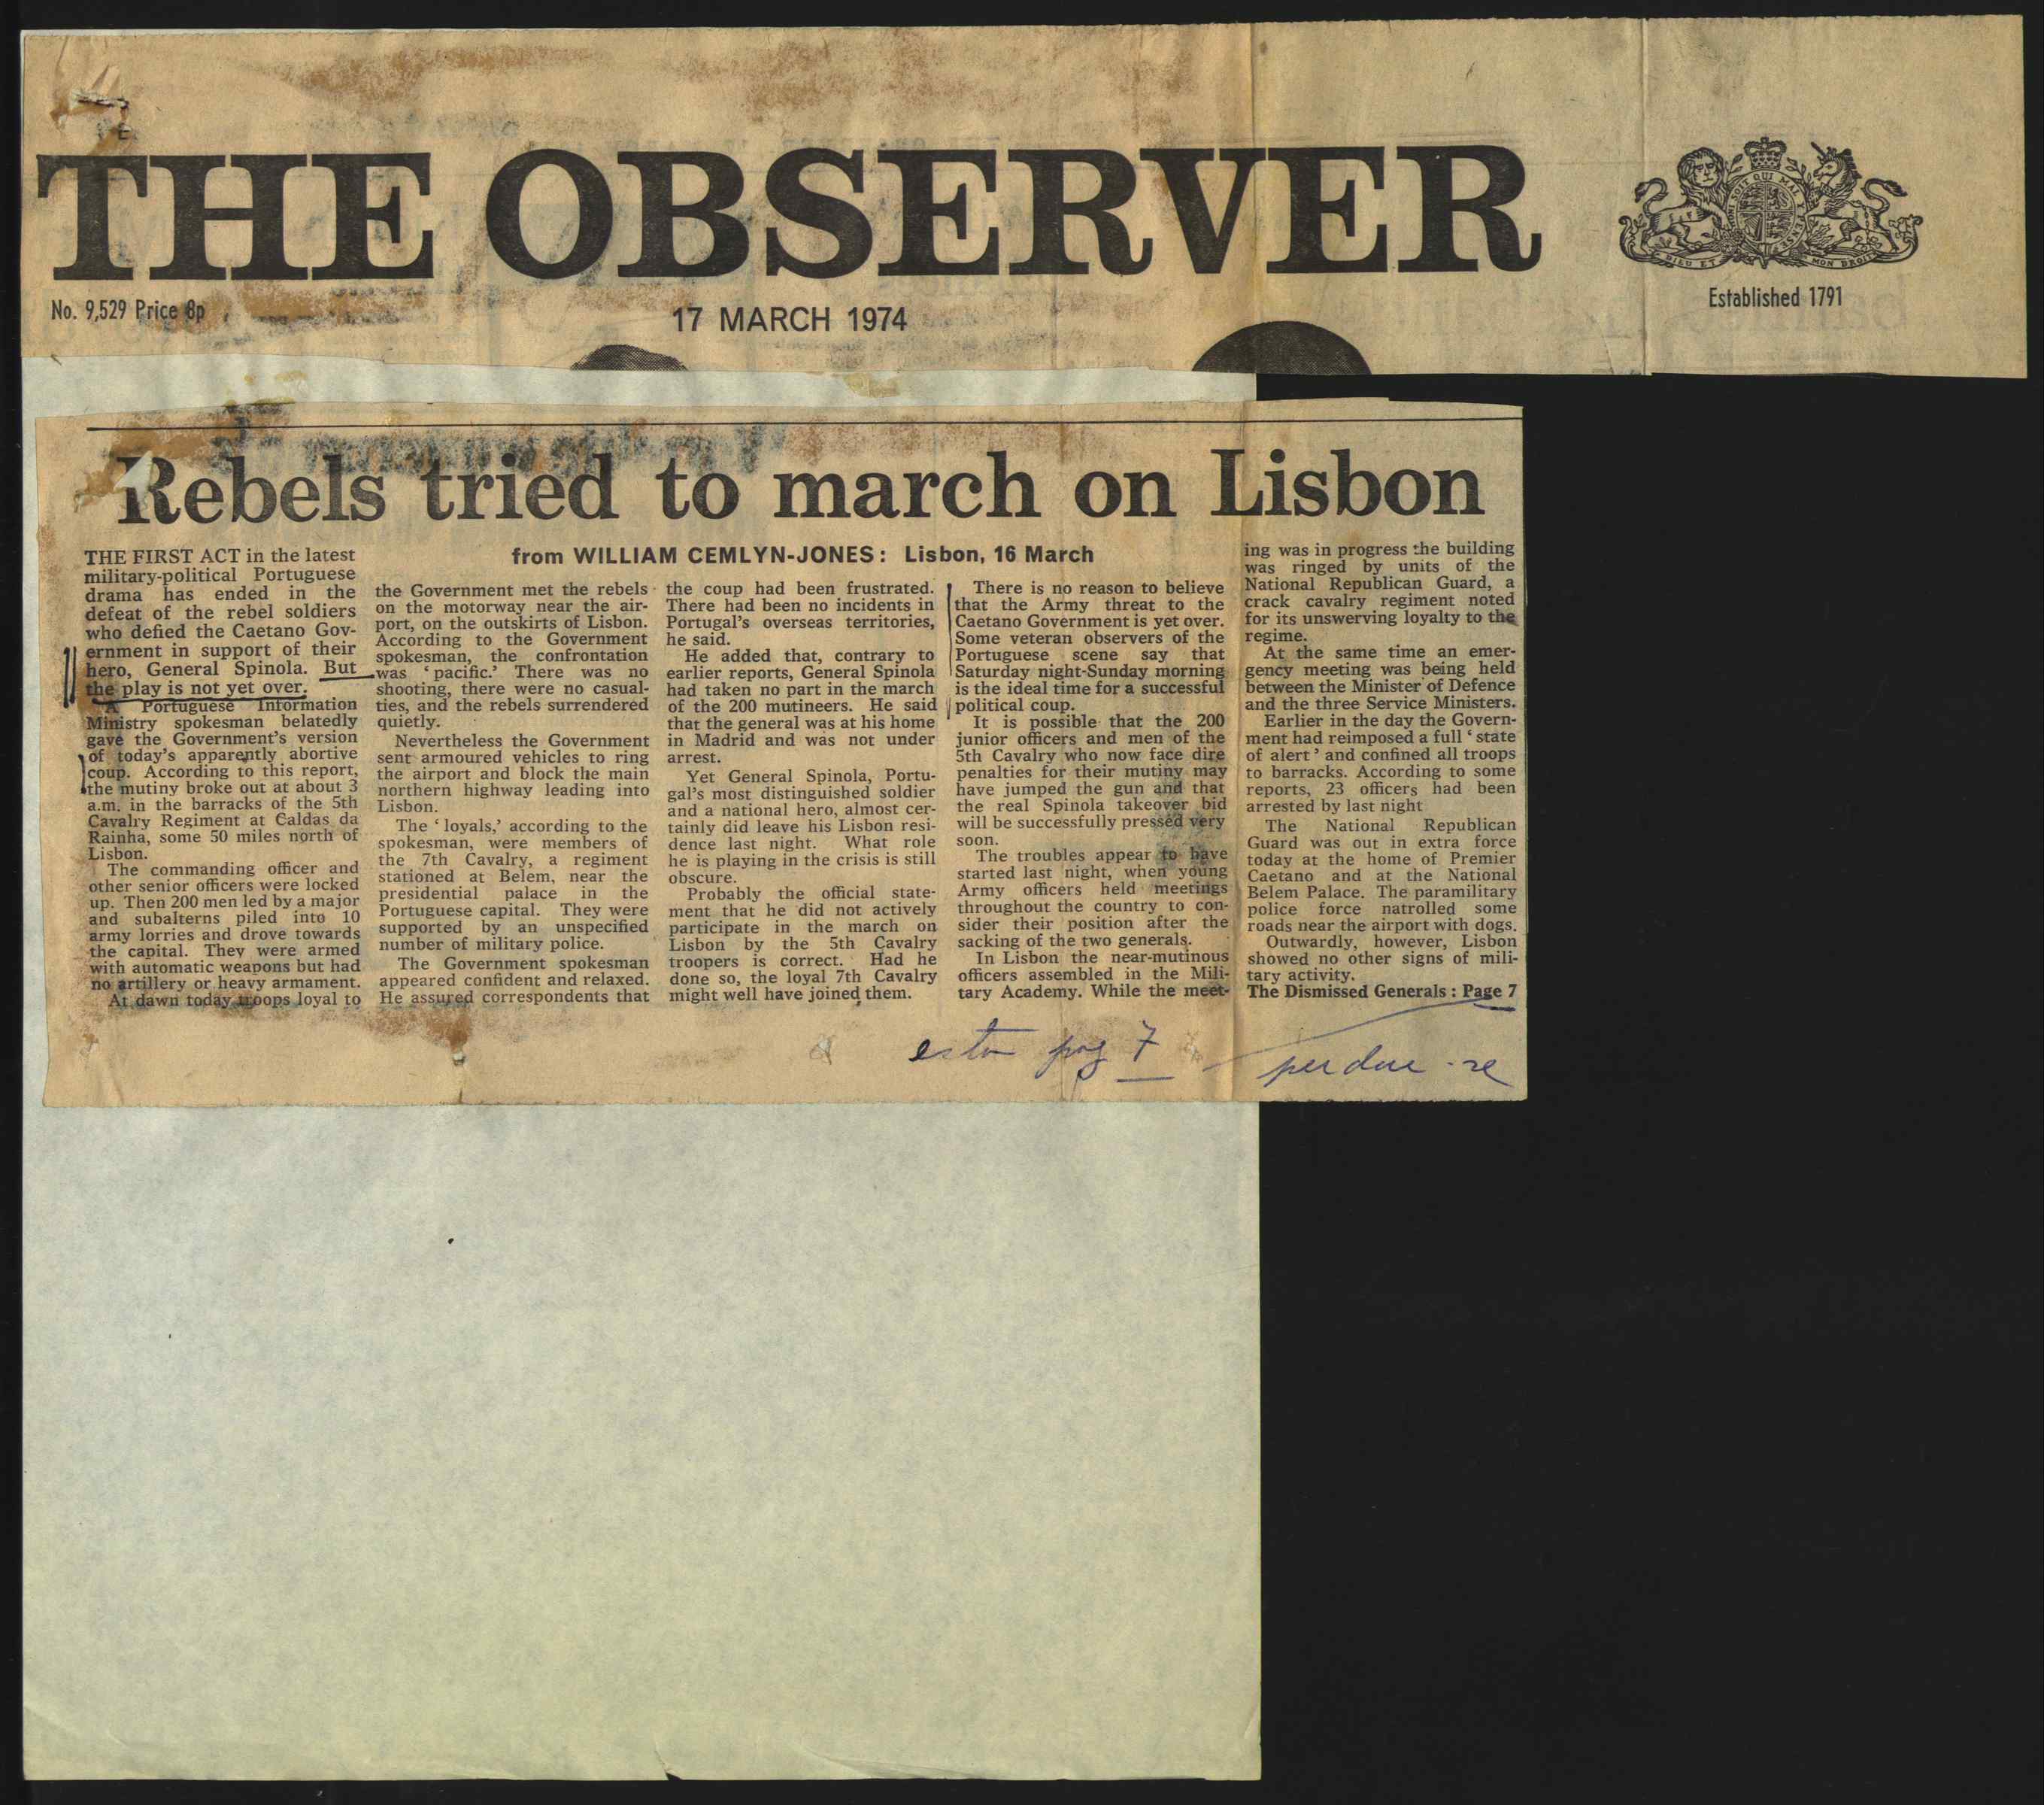 THE OBSERVER
No. 9,529 Price 8p
17 MARCH 1974
Established 1791
Rebels tried to march on Lisbon
from WILLIAM CEMLYN-JONES: Lisbon, 16 March
THE FIRST ACT in the latest
military-political Portuguese
drama has ended in the
defeat of the rebel soldiers
who defied the Caetano Gov-
ernment in support of their
hero, General Spinola. But
the play is not yet over.
A Portuguese Information
Ministry spokesman belatedly
gave the Government's version
of today's apparently abortive
coup. According to this report,
the mutiny broke out at about 3
a.m. in the barracks of the 5th
Cavalry Regiment at Caldas da
Rainha, some 50 miles north of
Lisbon.
The commanding officer and
other senior officers were locked
up. Then 200 men led by a major
and subalterns piled into 10
army lorries and drove towards
the capital. They were armed
with automatic weapons but had
no artillery or heavy armament.
At dawn today troops loyal to
the Government met the rebels
on the motorway near the air-
port, on the outskirts of Lisbon.
According to the Government
spokesman, the confrontation
was 'pacific.' There was no
shooting, there were no casual-
ties, and the rebels surrendered
quietly.
Nevertheless the Government
sent armoured vehicles to ring
the airport and block the main
northern highway leading into
Lisbon.
The 'loyals,' according to the
spokesman, were members of
the 7th Cavalry, a regiment
stationed at Belem, near the
presidential palace in the
Portuguese capital. They were
supported by an unspecified
number of military police.
The Government spokesman
appeared confident and relaxed.
He assured correspondents that
the coup had been frustrated.
There had been no incidents in
Portugal's overseas territories,
he said.
He added that, contrary to
earlier reports, General Spinola
had taken no part in the march
of the 200 mutineers. He said
that the general was at his home
in Madrid and was not under
arrest.
Yet General Spinola, Portu-
gal's most distinguished soldier
and a national hero, almost cer-
tainly did leave his Lisbon resi-
dence last night. What role
he is playing in the crisis is still
obscure.
Probably the official state-
ment that he did not actively
participate in the march on
Lisbon by the 5th Cavalry
troopers is correct. Had he
done so, the loyal 7th Cavalry
might well have joined them.
There is no reason to believe
that the Army threat to the
Caetano Government is yet over.
Some veteran observers of the
Portuguese scene say that
Saturday night-Sunday morning
is the ideal time for a successful
political coup.
It is possible that the 200
junior officers and men of the
5th Cavalry who now face dire
penalties for their mutiny may
have jumped the gun and that
the real Spinola takeover bid
will be successfully pressed very
soon.
The troubles appear to have
started last night, when young
Army officers held meetings
throughout the country to con-
sider their position after the
sacking of the two generals.
In Lisbon the near-mutinous
officers assembled in the Mili-
tary Academy. While the meet-
ing was in progress the building
was ringed by units of the
National Republican Guard, a
crack cavalry regiment noted
for its unswerving loyalty to the
regime.
At the same time an emer-
gency meeting was being held
between the Minister of Defence
and the three Service Ministers.
Earlier in the day the Govern-
ment had reimposed a full 'state
of alert' and confined all troops
to barracks. According to some
reports, 23 officers had been
arrested by last night
The National Republican
Guard was out in extra force
today at the home of Premier
Caetano and at the National
Belem Palace. The paramilitary
police force natrolled some
roads near the airport with dogs.
Outwardly, however, Lisbon
showed no other signs of mili-
tary activity.
The Dismissed Generals: Page 7
esta pag 7 perdeu-se